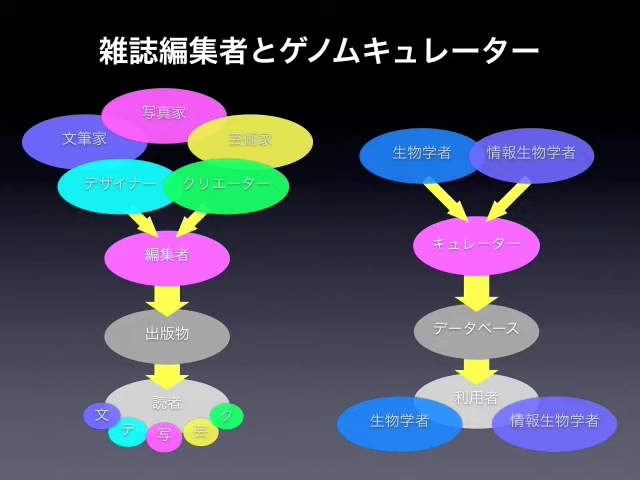 雑誌編集者とゲノムキュレーター
写真家
文筆家
芸術家
デザイナー
クリエーター
編集者
出版物
読者
文
デ
写
芸
ク
生物学者
情報生物学者
キュレーター
データベース
利用者
生物学者
情報生物学者